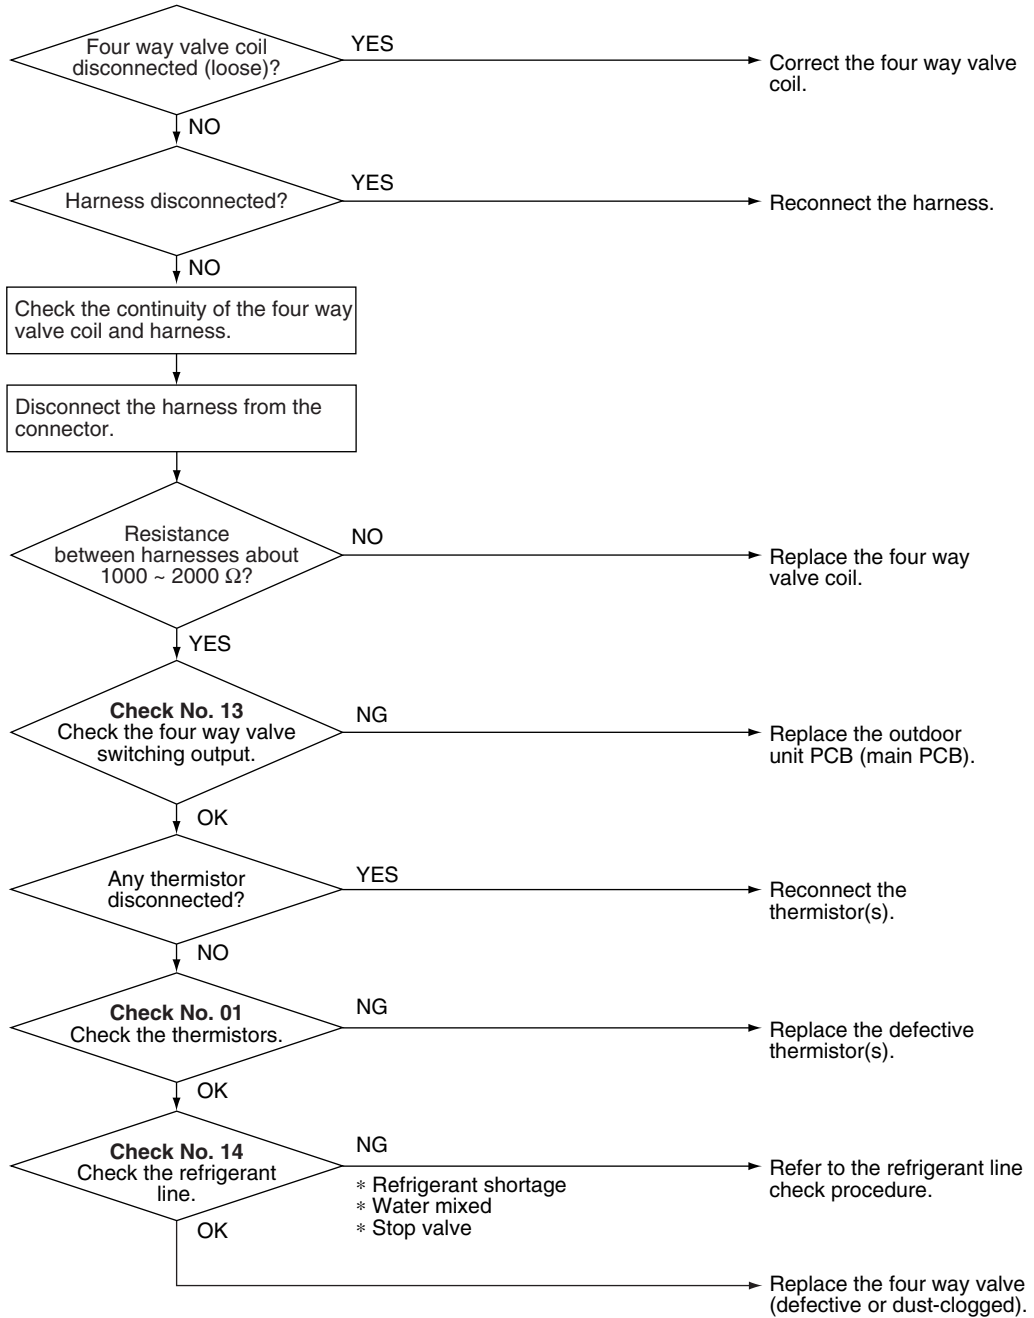 Four way valve coil
disconnected (loose)?
YES
Correct the four way valve
coil.
NO
Harness disconnected?
YES
Reconnect the harness.
NO
Check the continuity of the four way
valve coil and harness.
Disconnect the harness from the
connector.
Resistance
between harnesses about
1000 ~ 2000 Ω?
NO
Replace the four way
valve coil.
YES
Check No. 13
Check the four way valve
switching output.
NG
Replace the outdoor
unit PCB (main PCB).
OK
Any thermistor
disconnected?
YES
Reconnect the
thermistor(s).
NO
Check No. 01
Check the thermistors.
NG
Replace the defective
thermistor(s).
OK
Check No. 14
Check the refrigerant
line.
NG
∗ Refrigerant shortage
∗ Water mixed
∗ Stop valve
Refer to the refrigerant line
check procedure.
OK
Replace the four way valve
(defective or dust-clogged).